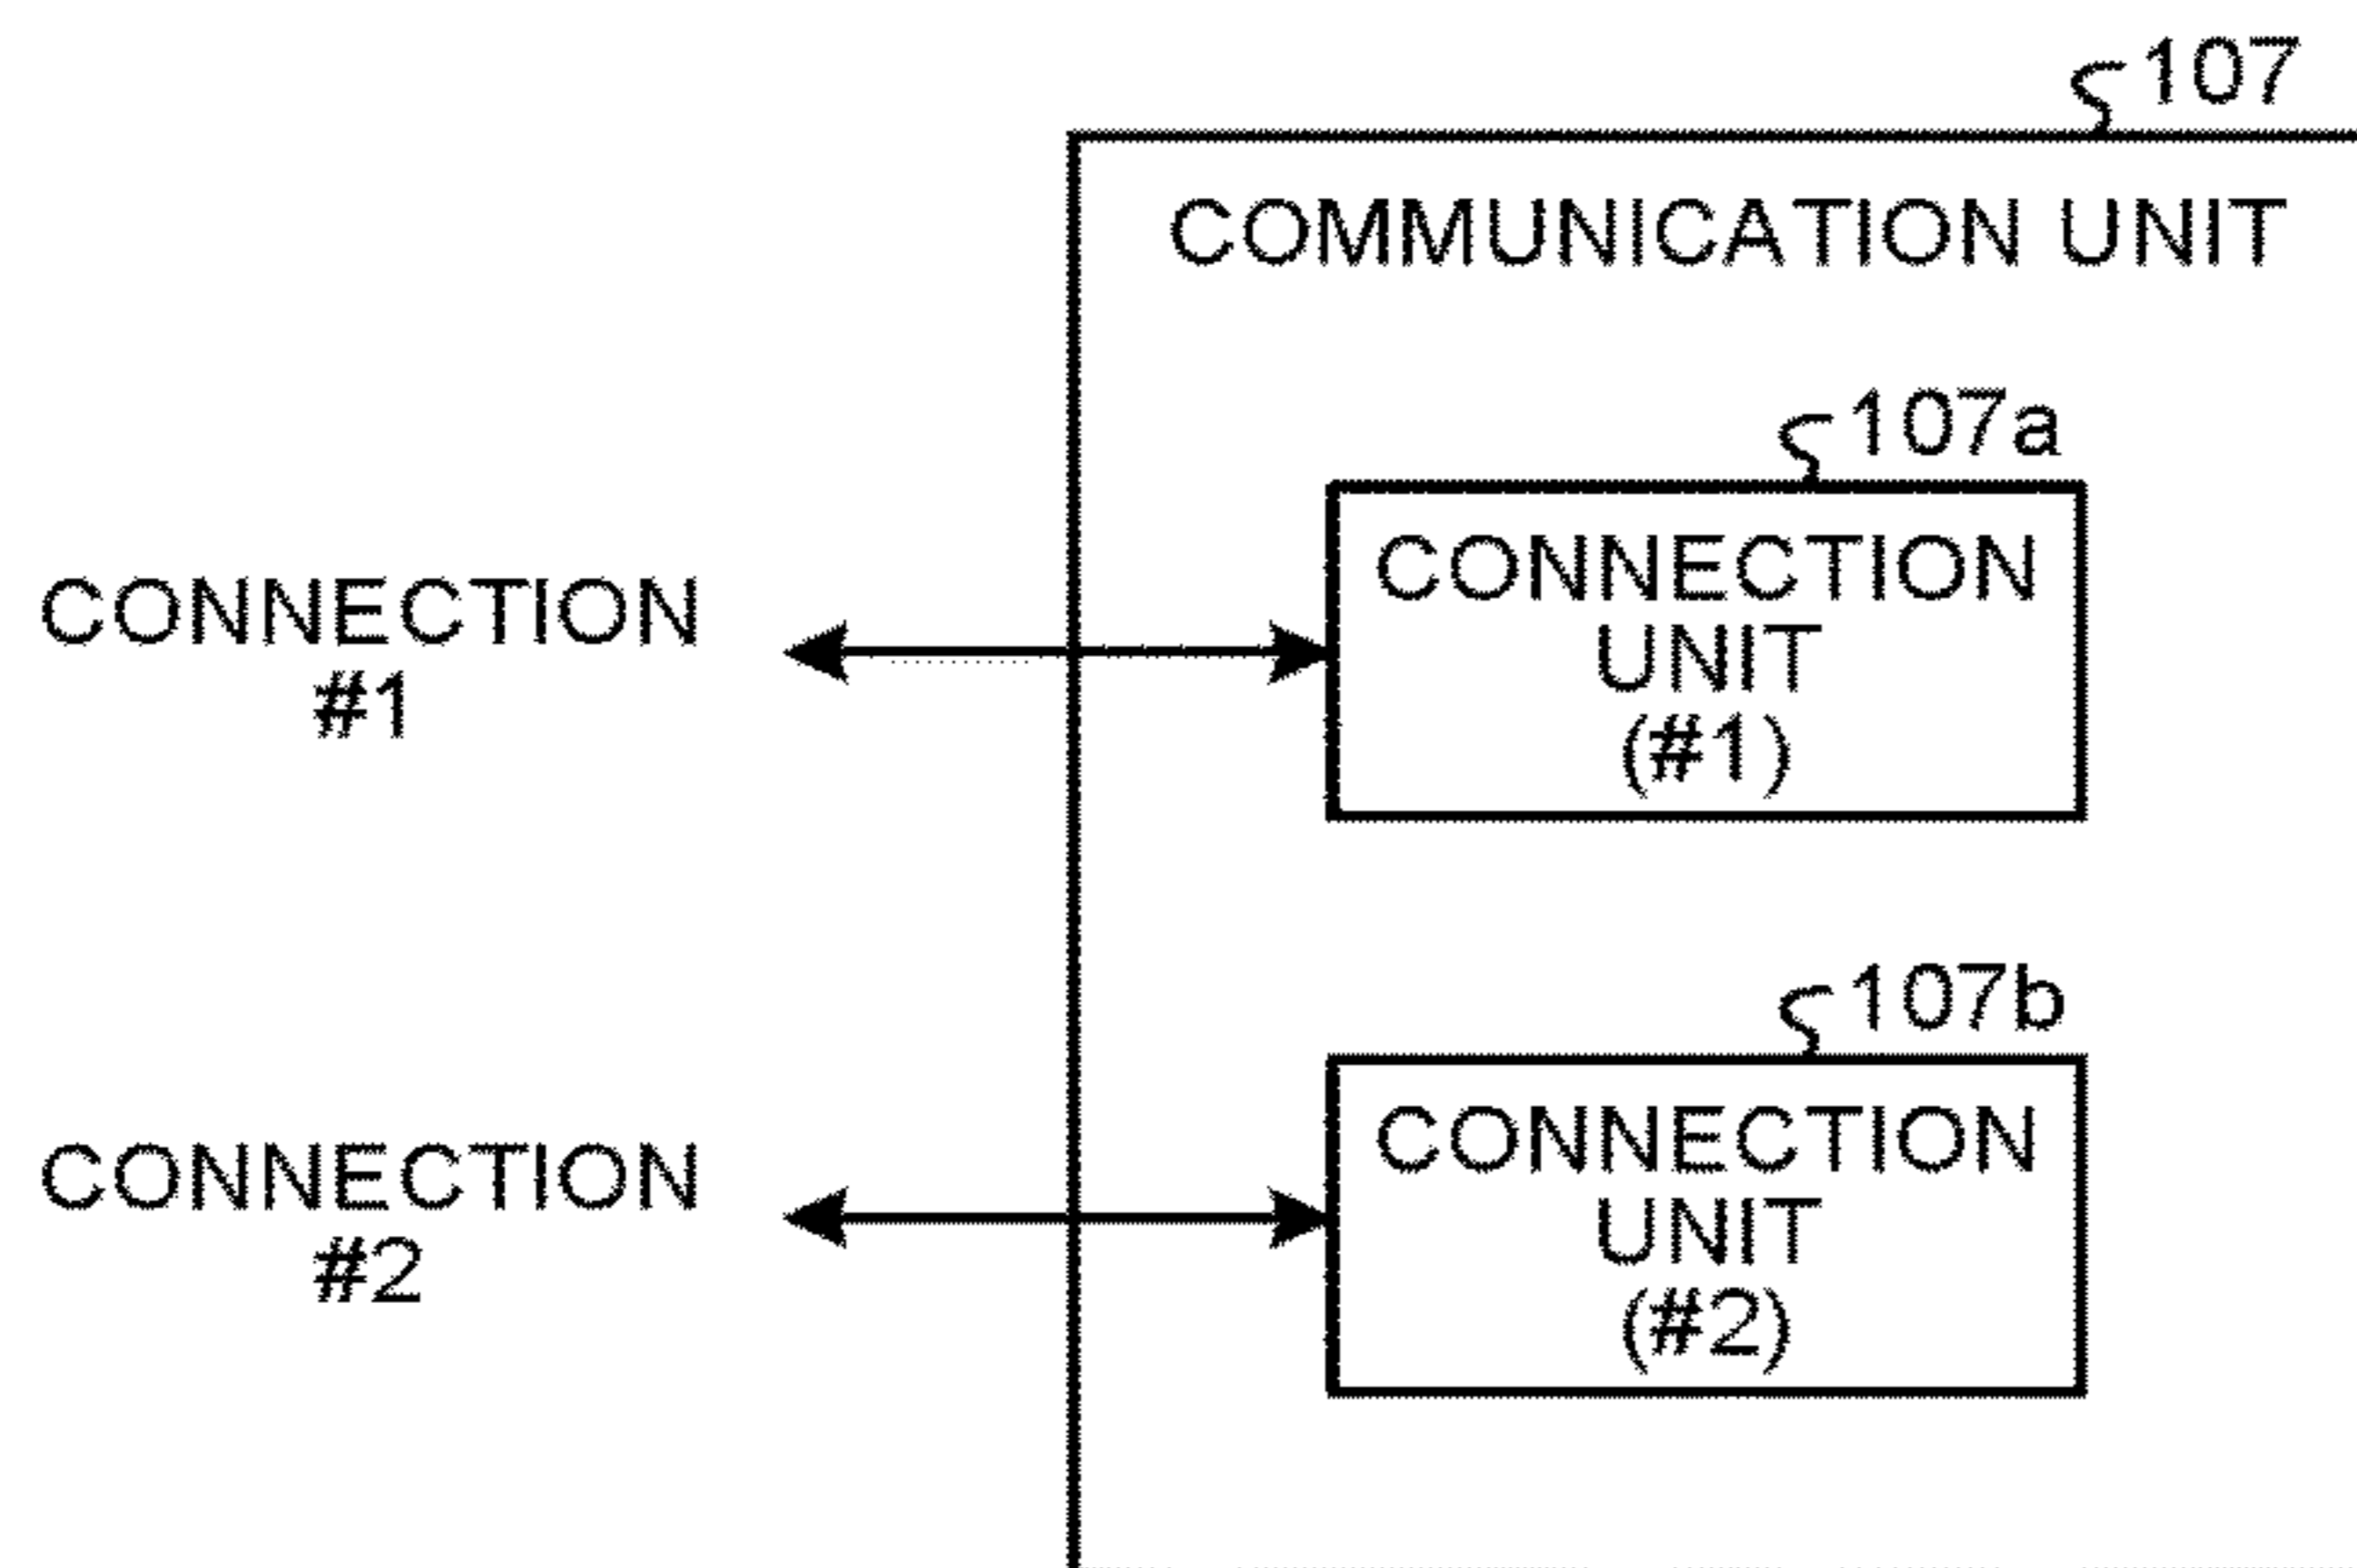 107
COMMUNICATION UNIT
107a
CONNECTION
UNIT
(#1)
CONNECTION
#1
107b
CONNECTION
UNIT
(#2)
CONNECTION
#2